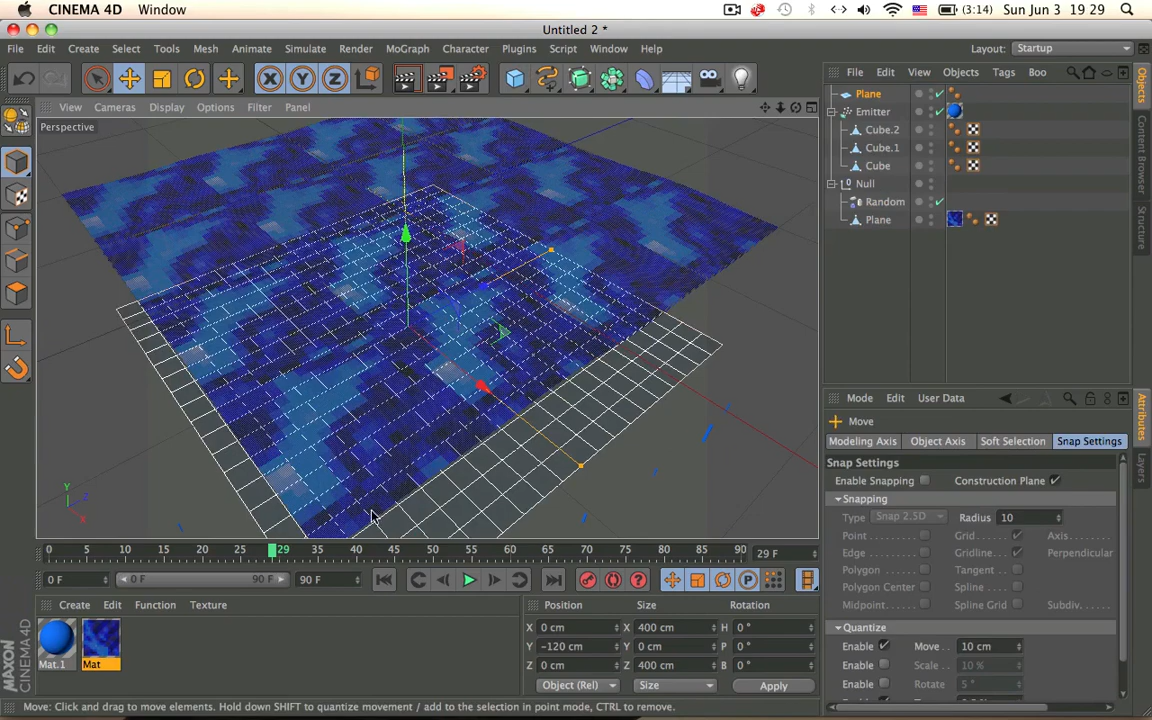 CINEMA 4D Window (3:14) Sun Jun 3 19 29
Untitled 2 *
File Edit Create Select Tools Mesh Animate Simulate Render MoGraph Character Plugins Script Window Help Layout: Startup
X Y Z
File Edit View Objects Tags Boo
View Cameras Display Options Filter Panel
Perspective
Plane
Emitter
Cube.2
Cube.1
Cube
Null
Random
Plane
Objects
Content Browser
Structure
Mode Edit User Data
Move
Modeling Axis Object Axis Soft Selection Snap Settings
Snap Settings
Enable Snapping Construction Plane
Snapping
Type Snap 2.5D Radius 10
Point Grid Axis
Edge Gridline Perpendicular
Polygon Tangent
Polygon Center Spline
Midpoint Spline Grid Subdiv.
Quantize
Enable Move 10 cm
Enable Scale 10 %
Enable Rotate 5 °
Attributes
Layers
Y
Z
X
0 5 10 15 20 25 29 35 40 45 50 55 60 65 70 75 80 85 90 29 F
0 F 0 F 90 F 90 F
P
Create Edit Function Texture
Mat.1 Mat
Position Size Rotation
X 0 cm X 400 cm H 0 °
Y -120 cm Y 0 cm P 0 °
Z 0 cm Z 400 cm B 0 °
Object (Rel) Size Apply
MAXON
CINEMA 4D
Move: Click and drag to move elements. Hold down SHIFT to quantize movement / add to the selection in point mode, CTRL to remove.